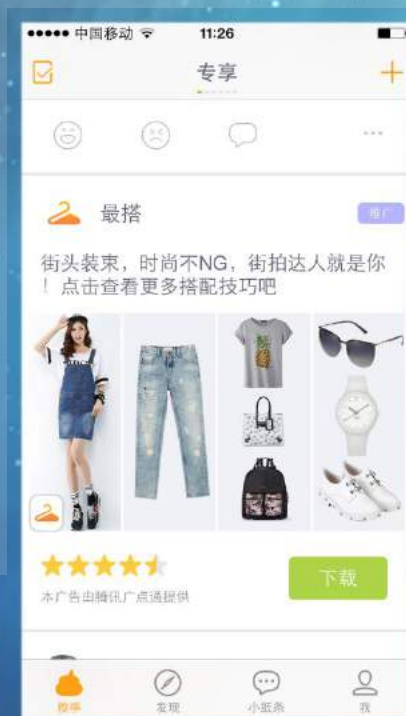 中国移动
11:26
专享
最搭
推广
街头装束，时尚不NG，街拍达人就是你
！点击查看更多搭配技巧吧
本广告由腾讯广点通提供
下载
发现
小纸条
我